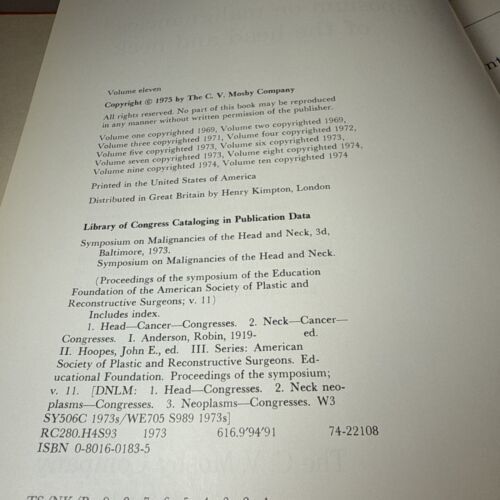 Volume eleven
Copyright © 1975 by The C. V. Mosby Company
All rights reserved. No part of this book may be reproduced
in any manner without written permission of the publisher.
Volume one copyrighted 1969, Volume two copyrighted 1969,
Volume three copyrighted 1971, Volume four copyrighted 1972,
Volume five copyrighted 1973, Volume six copyrighted 1973,
Volume seven copyrighted 1973, Volume eight copyrighted 1974,
Volume nine copyrighted 1974, Volume ten copyrighted 1974
Printed in the United States of America
Distributed in Great Britain by Henry Kimpton, London
Library of Congress Cataloging in Publication Data
Symposium on Malignancies of the Head and Neck, 3d,
Baltimore, 1973.
Symposium on Malignancies of the Head and Neck.
(Proceedings of the symposium of the Education
Foundation of the American Society of Plastic and
Reconstructive Surgeons; v. 11)
Includes index.
1. Head—Cancer—Congresses. 2. Neck—Cancer—
Congresses. I. Anderson, Robin, 1919- ed.
II. Hoopes, John E., ed. III. Series: American
Society of Plastic and Reconstructive Surgeons. Ed-
ucational Foundation. Proceedings of the symposium;
v. 11. [DNLM: 1. Head—Congresses. 2. Neck neo-
plasms—Congresses. 3. Neoplasms—Congresses. W3
SY506C 1973s/WE705 S989 1973s]
RC280.H4S93 1973 616.9'94'91 74-22108
ISBN 0-8016-0183-5